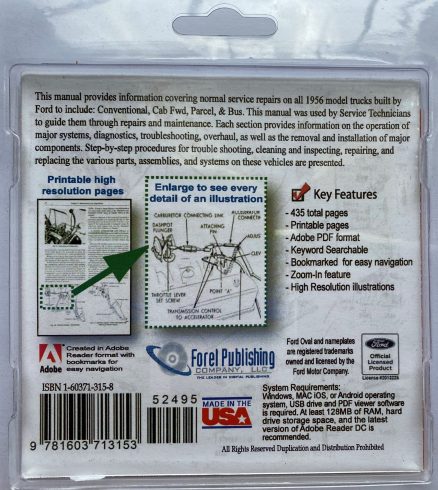 This manual provides information covering normal service repairs on all 1956 model trucks built by
Ford to include: Conventional, Cab Fwd, Parcel, & Bus. This manual was used by Service Technicians
to guide them through repairs and maintenance. Each section provides information on the operation of
major systems, diagnostics, troubleshooting, overhaul, as well as the removal and installation of major
components. Step-by-step procedures for trouble shooting, cleaning and inspecting, repairing, and
replacing the various parts, assemblies, and systems on these vehicles are presented.
Printable high
resolution pages
Enlarge to see every
detail of an illustration
CARBURETOR CONNECTING LINK
DASHPOT
PLUNGER
ATTACHING
PIN
ACCELERATOR
CONNECTI
ADJUS
CLEV
THROTTLE LEVER
SET SCREW
POINT "A"
TRANSMISSION CONTROL
TO ACCELERATOR
Key Features
- 435 total pages
- Printable pages
- Adobe PDF format
- Keyword Searchable
- Bookmarked for easy navigation
- Zoom-In feature
- High Resolution illustrations
Adobe
Created in Adobe
Reader format with
bookmarks for
easy navigation
Forel Publishing
COMPANY, LLC
THE LEADER IN DIGITAL PUBLISHING
Ford Oval and nameplates
are registered trademarks
owned and licensed by the
Ford Motor Company.
Ford
Official
Licensed
Product
ISBN 1-60371-315-8
52495
9 781603 713153
MADE IN THE
USA
System Requirements:
Windows, MAC iOS, or Android operating
system, USB drive and PDF viewer software
is required. At least 128MB of RAM, hard
drive storage space, and the latest
version of Adobe Reader DC is
recommended.
All Rights Reserved Duplication and Distribution Prohibited